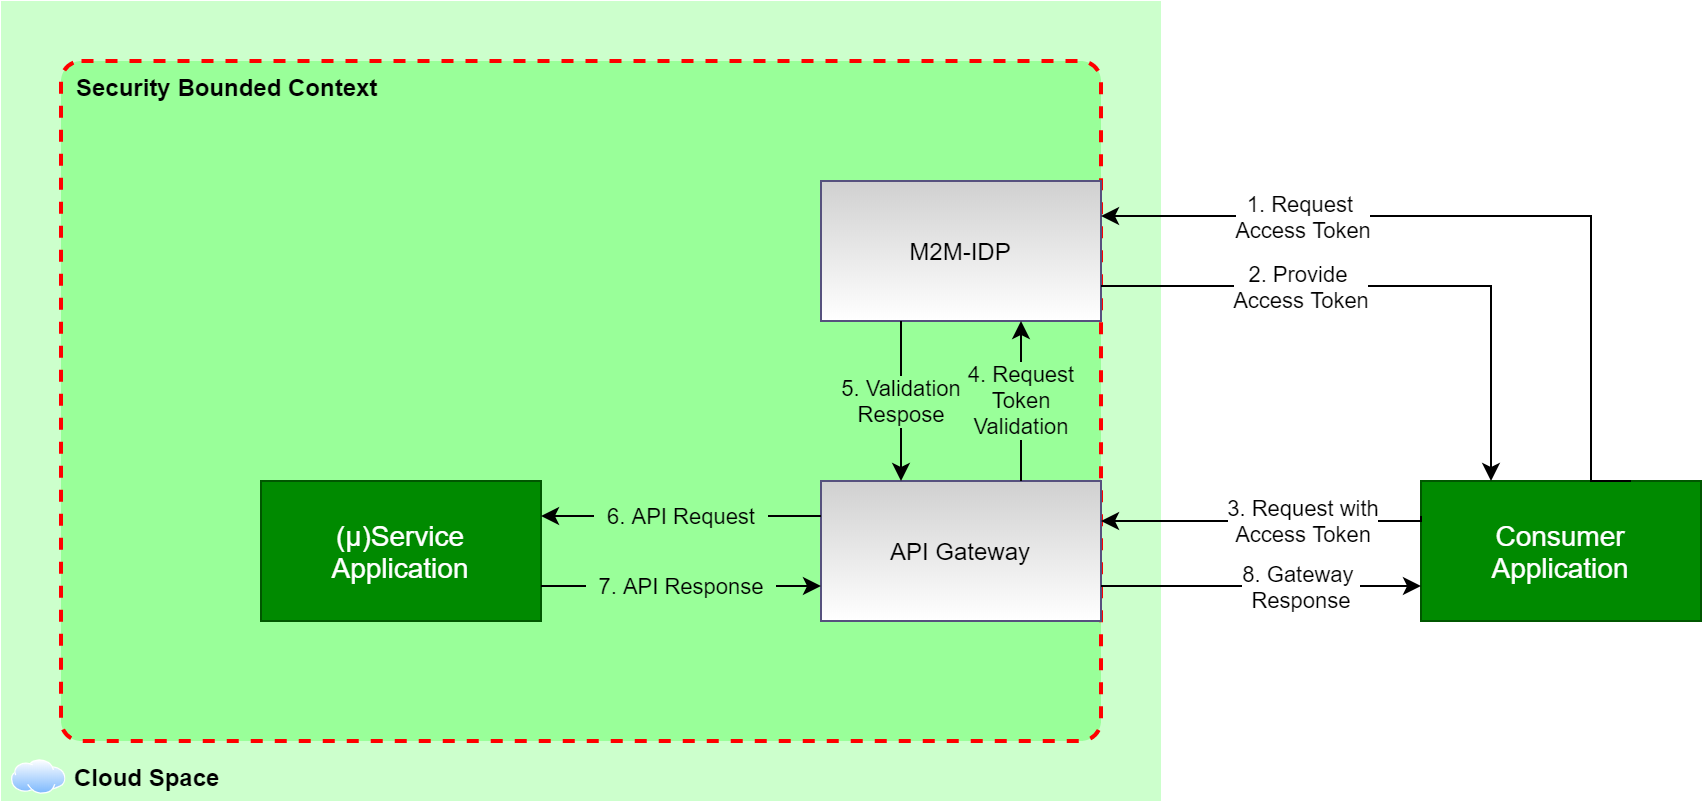 Security Bounded Context
M2M-IDP
1. Request
Access Token
2. Provide
Access Token
5. Validation
Respose
4. Request
Token
Validation
(μ)Service
Application
6. API Request
7. API Response
API Gateway
3. Request with
Access Token
8. Gateway
Response
Consumer
Application
Cloud Space